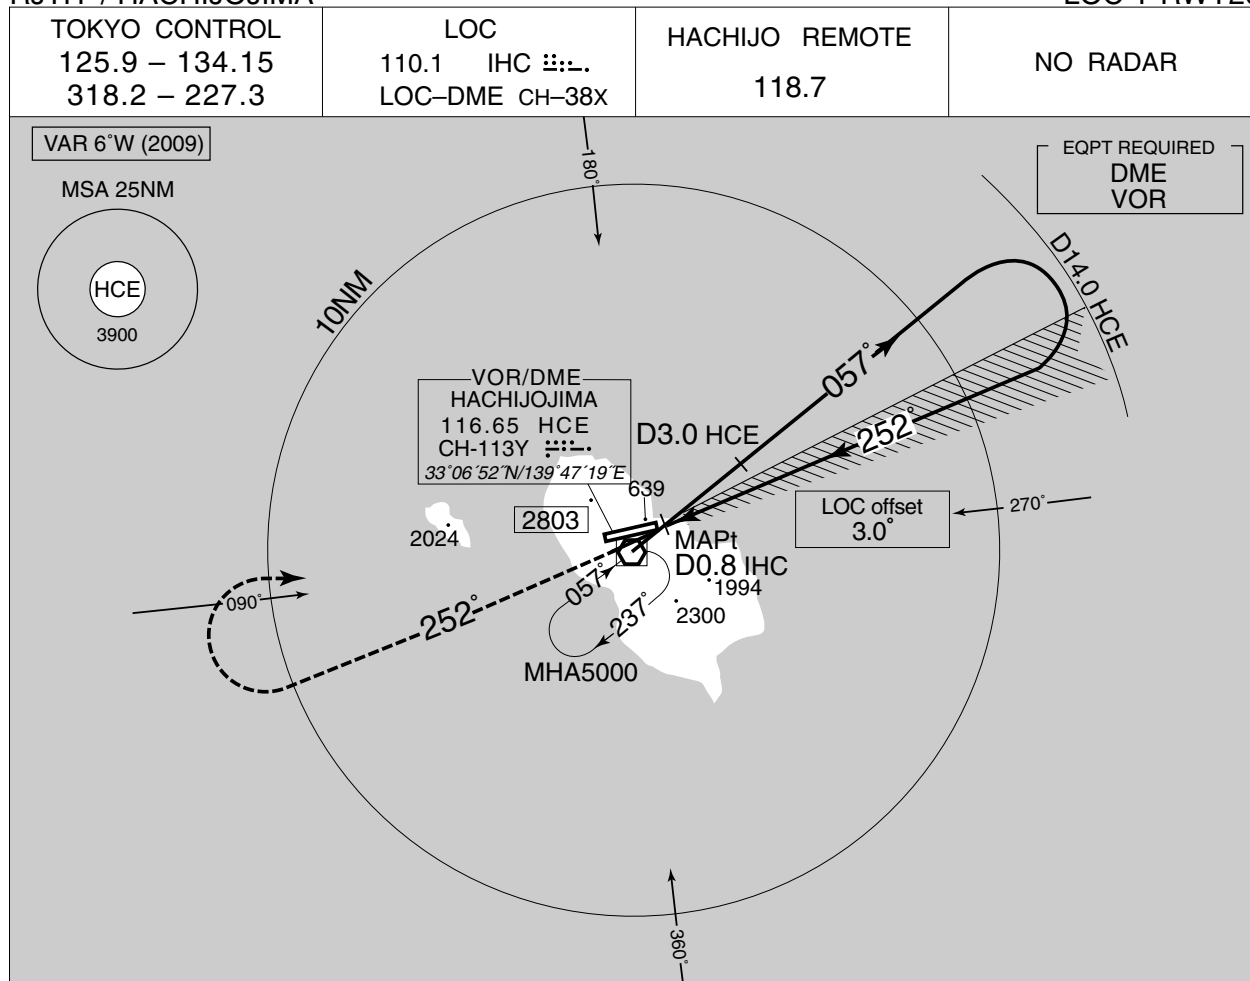 RJTH / HACHIJOJIMA
TOKYO CONTROL
125.9 – 134.15
318.2 – 227.3
LOC
110.1 IHC
LOC–DME CH–38X
HACHIJO REMOTE
118.7
NO RADAR
VAR 6˚W (2009)
MSA 25NM
HCE
3900
EQPT REQUIRED
DME
VOR
180˚
10NM
D14.0 HCE
057˚
252˚
VOR/DME
HACHIJOJIMA
116.65 HCE
CH-113Y
33˚06´52˝N/139˚47´19˝E
D3.0 HCE
639
2803
2024
LOC offset
3.0˚
270˚
MAPt
D0.8 IHC
1994
2300
057˚
237˚
MHA5000
090˚
252˚
360˚